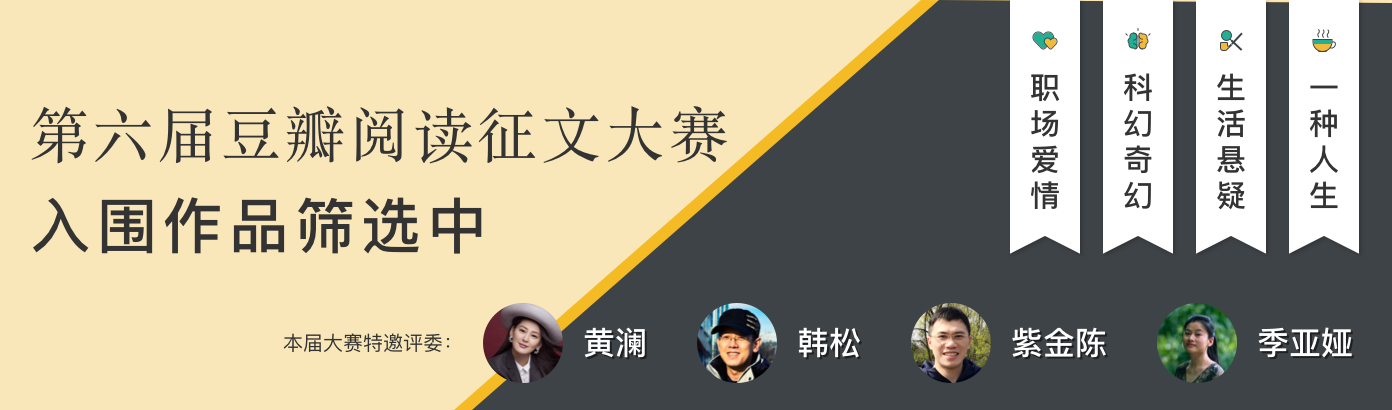 第六届豆瓣阅读征文大赛
入围作品筛选中
职场爱情
科幻奇幻
生活悬疑
一种人生
本届大赛特邀评委：
黄澜
韩松
紫金陈
季亚娅